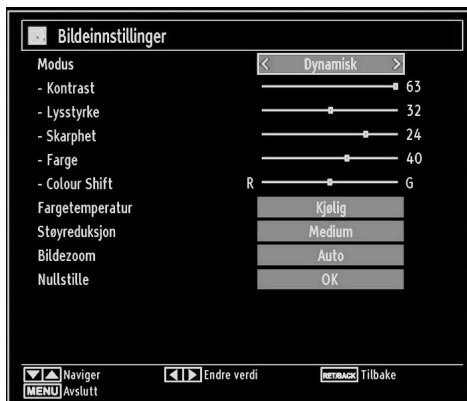 Bildeinnstillinger
Modus Dynamisk
- Kontrast 63
- Lysstyrke 32
- Skarphet 24
- Farge 40
- Colour Shift R G
Fargetemperatur Kjølig
Støyreduksjon Medium
Bildezoom Auto
Nullstille OK
Naviger Endre verdi RET/BACK Tilbake
MENU Avslutt